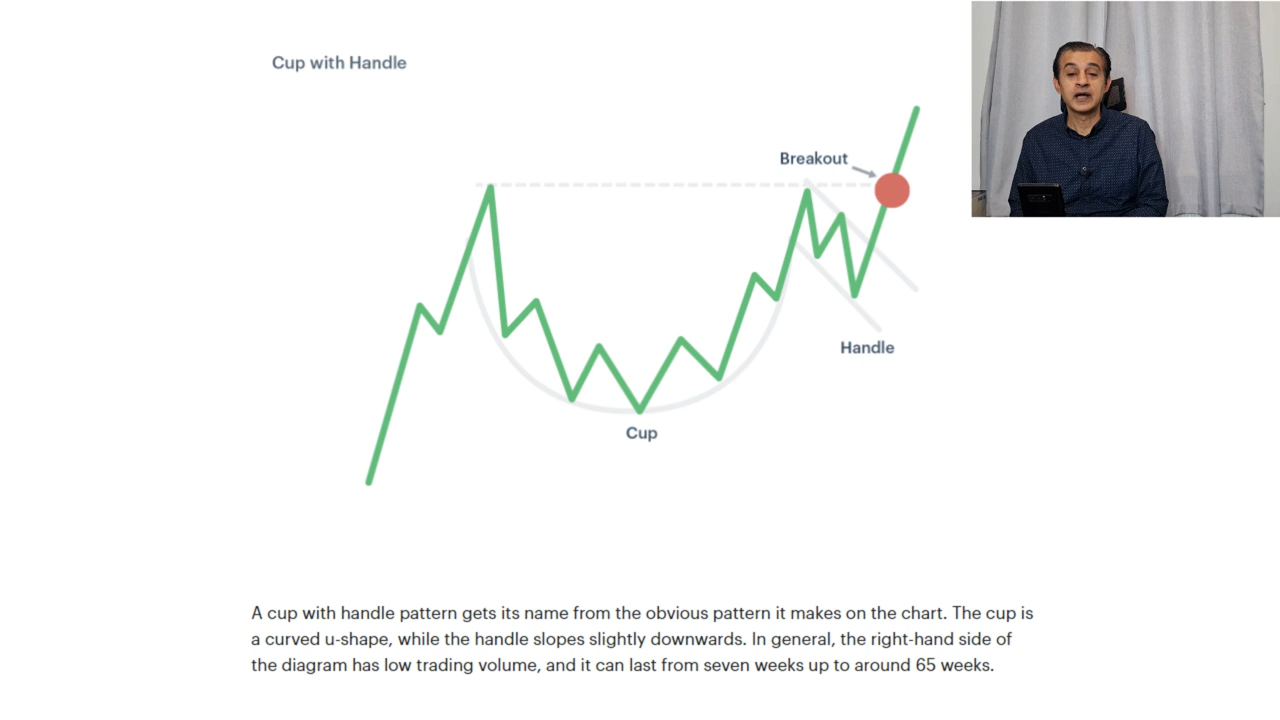 Cup with Handle
Breakout
Handle
Cup
A cup with handle pattern gets its name from the obvious pattern it makes on the chart. The cup is
a curved u-shape, while the handle slopes slightly downwards. In general, the right-hand side of
the diagram has low trading volume, and it can last from seven weeks up to around 65 weeks.